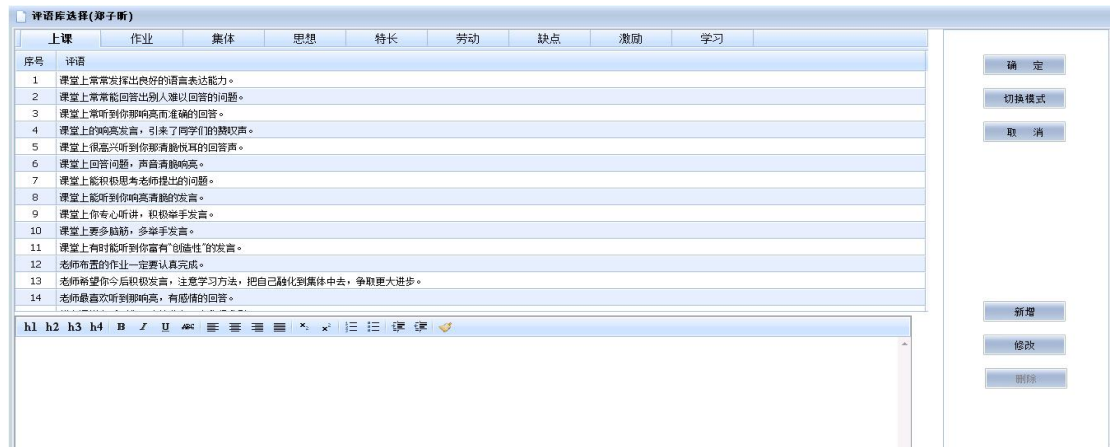 评语库选择(郑子昕)
上课 作业 集体 思想 特长 劳动 缺点 激励 学习
序号 评语
1 课堂上常常发挥出良好的语言表达能力。
2 课堂上常常能回答出别人难以回答的问题。
3 课堂上常听到你那响亮而准确的回答。
4 课堂上的响亮发言，引来了同学们的赞叹声。
5 课堂上很高兴听到你那清脆悦耳的回答声。
6 课堂上回答问题，声音清脆响亮。
7 课堂上能积极思考老师提出的问题。
8 课堂上能听到你响亮清脆的发言。
9 课堂上你专心听讲，积极举手发言。
10 课堂上要多脑筋，多举手发言。
11 课堂上有时能听到你富有"创造性"的发言。
12 老师布置的作业一定要认真完成。
13 老师希望你今后积极发言，注意学习方法，把自己融化到集体中去，争取更大进步。
14 老师最喜欢听到那响亮，有感情的回答。
h1 h2 h3 h4 B I U ABC
确 定
切换模式
取 消
新增
修改
删除